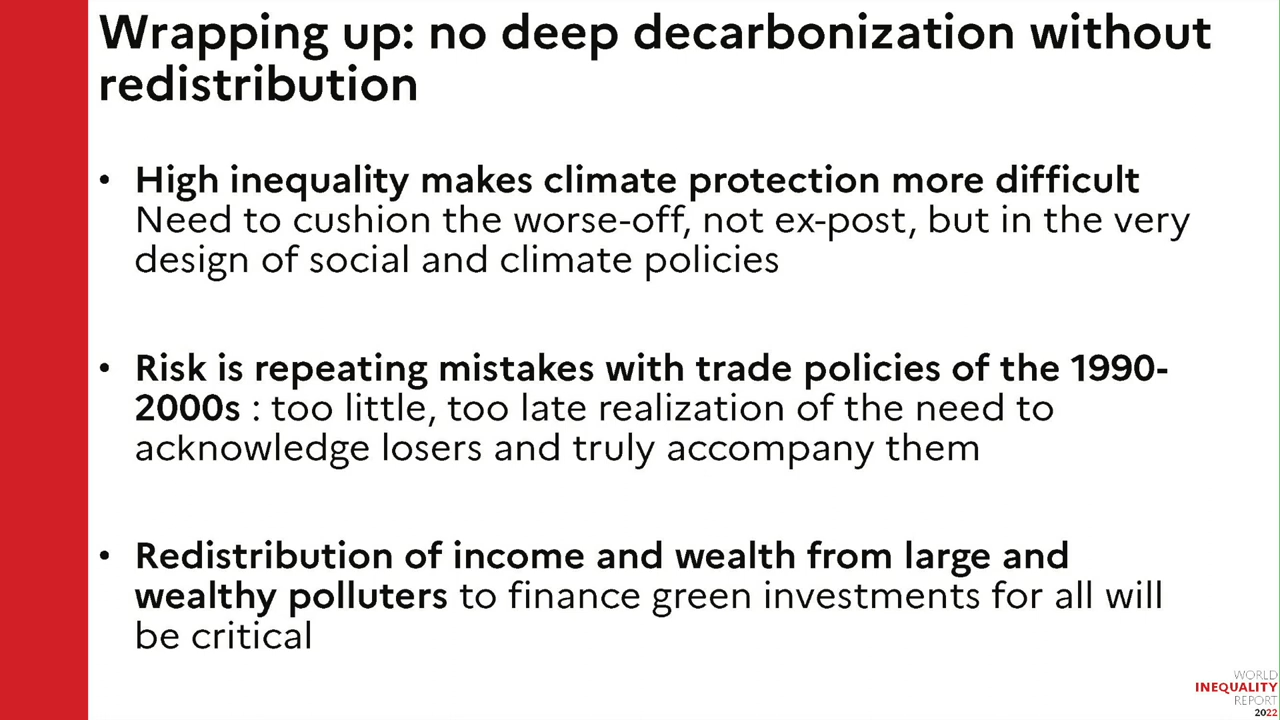 Wrapping up: no deep decarbonization without
redistribution
• High inequality makes climate protection more difficult
Need to cushion the worse-off, not ex-post, but in the very
design of social and climate policies
• Risk is repeating mistakes with trade policies of the 1990-
2000s : too little, too late realization of the need to
acknowledge losers and truly accompany them
• Redistribution of income and wealth from large and
wealthy polluters to finance green investments for all will
be critical
WORLD
INEQUALITY
REPORT
2022